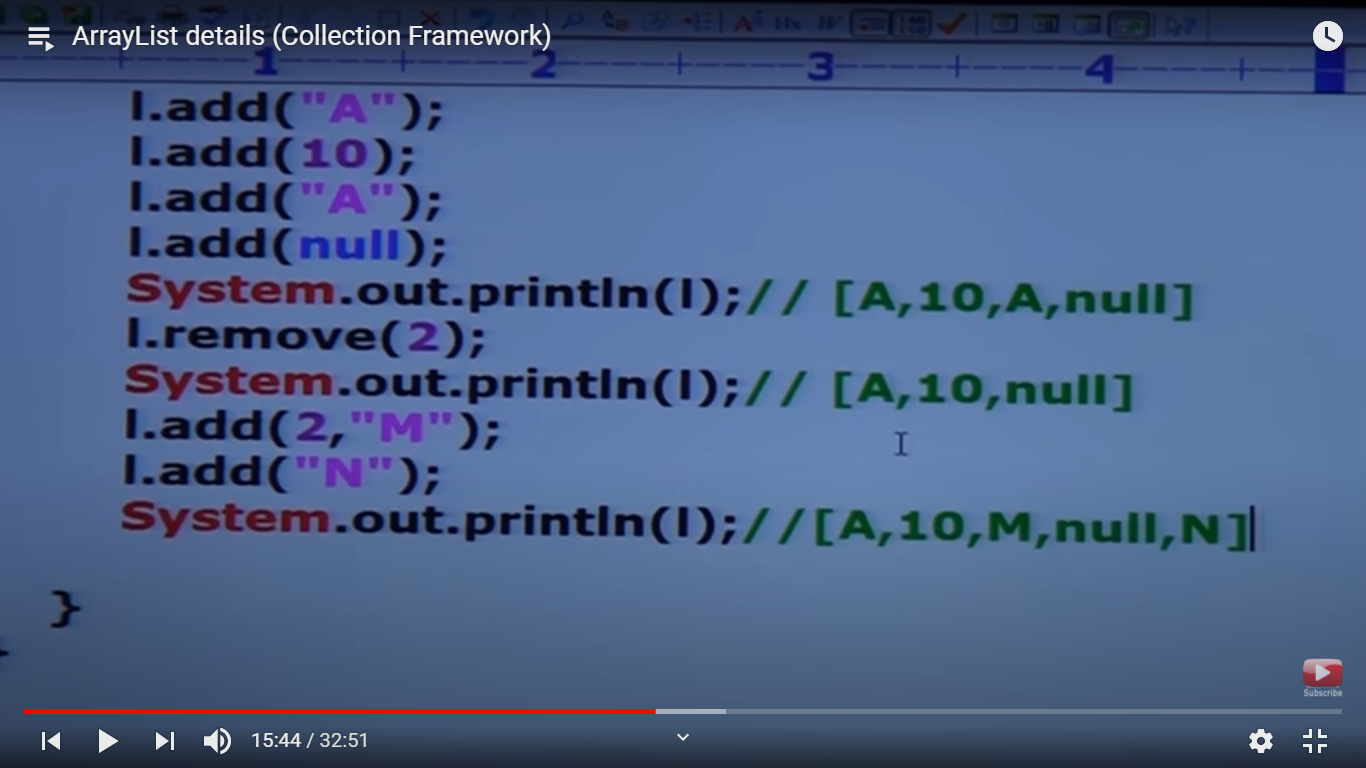 ArrayList details (Collection Framework)
1 2 3 4
l.add("A");
l.add(10);
l.add("A");
l.add(null);
System.out.println(l);// [A,10,A,null]
l.remove(2);
System.out.println(l);// [A,10,null]
l.add(2,"M");
l.add("N");
System.out.println(l);//[A,10,M,null,N]
}
Subscribe
15:44 / 32:51